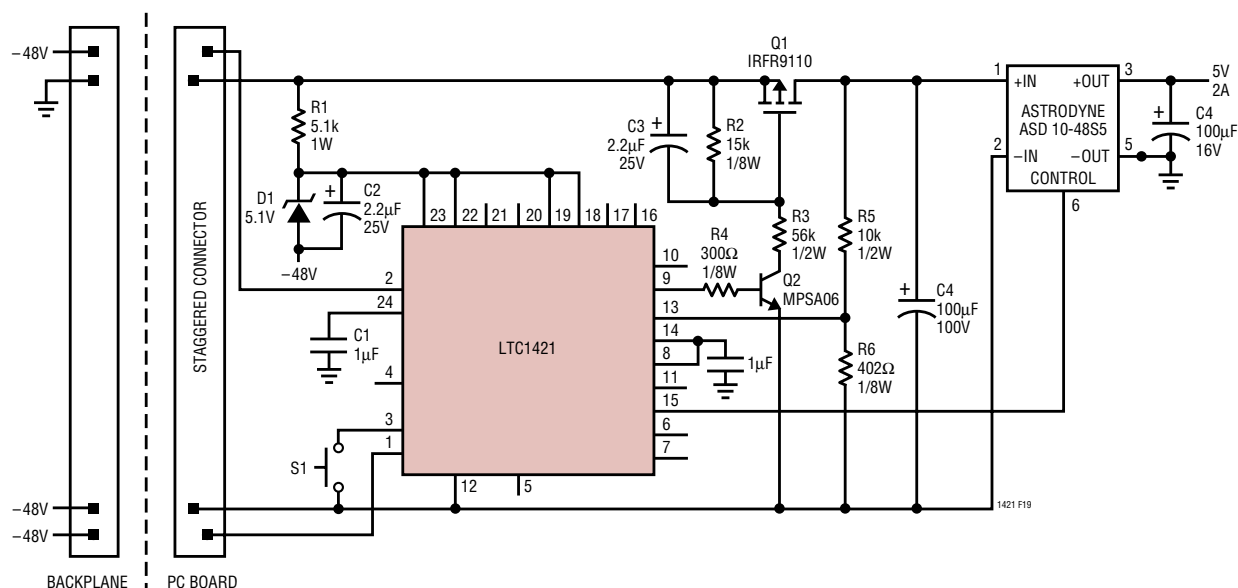 −48V
−48V
−48V
BACKPLANE
STAGGERED CONNECTOR
PC BOARD
R1
5.1k
1W
D1
5.1V
C2
2.2µF
25V
+
−48V
23
22
21
20
19
18
17
16
2
24
4
3
1
12
5
10
9
13
14
8
11
15
6
7
LTC1421
C1
1µF
S1
C3
2.2µF
25V
+
R2
15k
1/8W
Q1
IRFR9110
R3
56k
1/2W
R4
300Ω
1/8W
Q2
MPSA06
1µF
R5
10k
1/2W
R6
402Ω
1/8W
+
C4
100µF
100V
1
+IN
+OUT
3
ASTRODYNE
ASD 10-48S5
2
−IN
−OUT
5
CONTROL
6
5V
2A
+
C4
100µF
16V
1421 F19